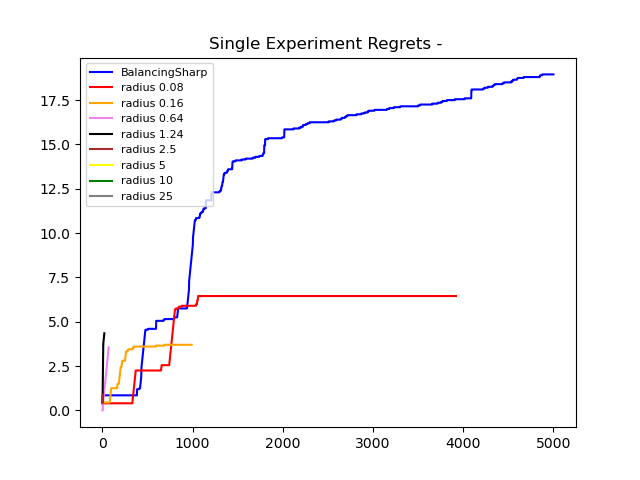 Single Experiment Regrets -
BalancingSharp
radius 0.08
radius 0.16
radius 0.64
radius 1.24
radius 2.5
radius 5
radius 10
radius 25
17.5
15.0
12.5
10.0
7.5
5.0
2.5
0.0
0 1000 2000 3000 4000 5000